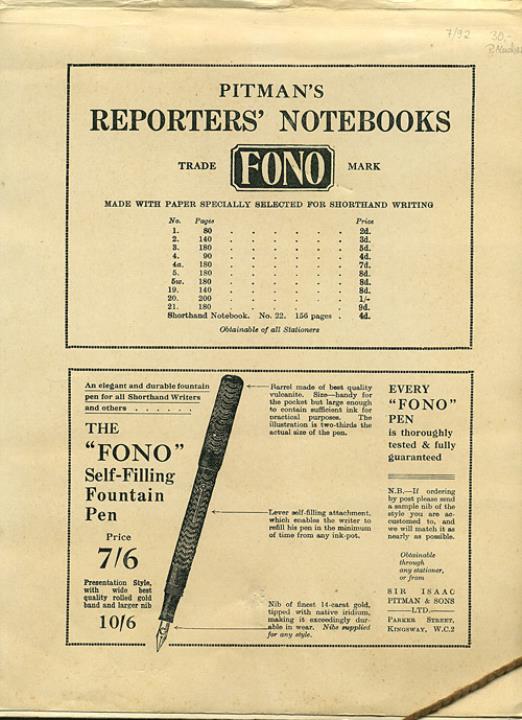 7/92 30,-
PITMAN'S
REPORTERS' NOTEBOOKS
TRADE FONO MARK
MADE WITH PAPER SPECIALLY SELECTED FOR SHORTHAND WRITING
No. Pages Price
1. 80 . . . . . . . 2d.
2. 140 . . . . . . . 3d.
3. 180 . . . . . . . 5d.
4. 90 . . . . . . . 4d.
4a. 180 . . . . . . . 7d.
5. 180 . . . . . . . 8d.
5w. 180 . . . . . . . 8d.
19. 140 . . . . . . . 8d.
20. 200 . . . . . . . 1/-
21. 180 . . . . . . . 9d.
Shorthand Notebook. No. 22. 156 pages . 4d.
Obtainable of all Stationers
An elegant and durable fountain
pen for all Shorthand Writers
and others . . . . . .
THE
"FONO"
Self-Filling
Fountain
Pen
Price
7/6
Presentation Style,
with wide best
quality rolled gold
band and larger nib
10/6
Barrel made of best quality
vulcanite. Size—handy for
the pocket but large enough
to contain sufficient ink for
practical purposes. The
illustration is two-thirds the
actual size of the pen.
Lever self-filling attachment,
which enables the writer to
refill his pen in the minimum
of time from any ink-pot.
Nib of finest 14-carat gold,
tipped with native iridium,
making it exceedingly dur-
able in wear. Nibs supplied
for any style.
EVERY
"FONO"
PEN
is thoroughly
tested & fully
guaranteed
N.B.—If ordering
by post please send
a sample nib of the
style you are ac-
customed to, and
we will match it as
nearly as possible.
Obtainable
through
any stationer,
or from
SIR ISAAC
PITMAN & SONS
—LTD.—
PARKER STREET,
KINGSWAY, W.C.2